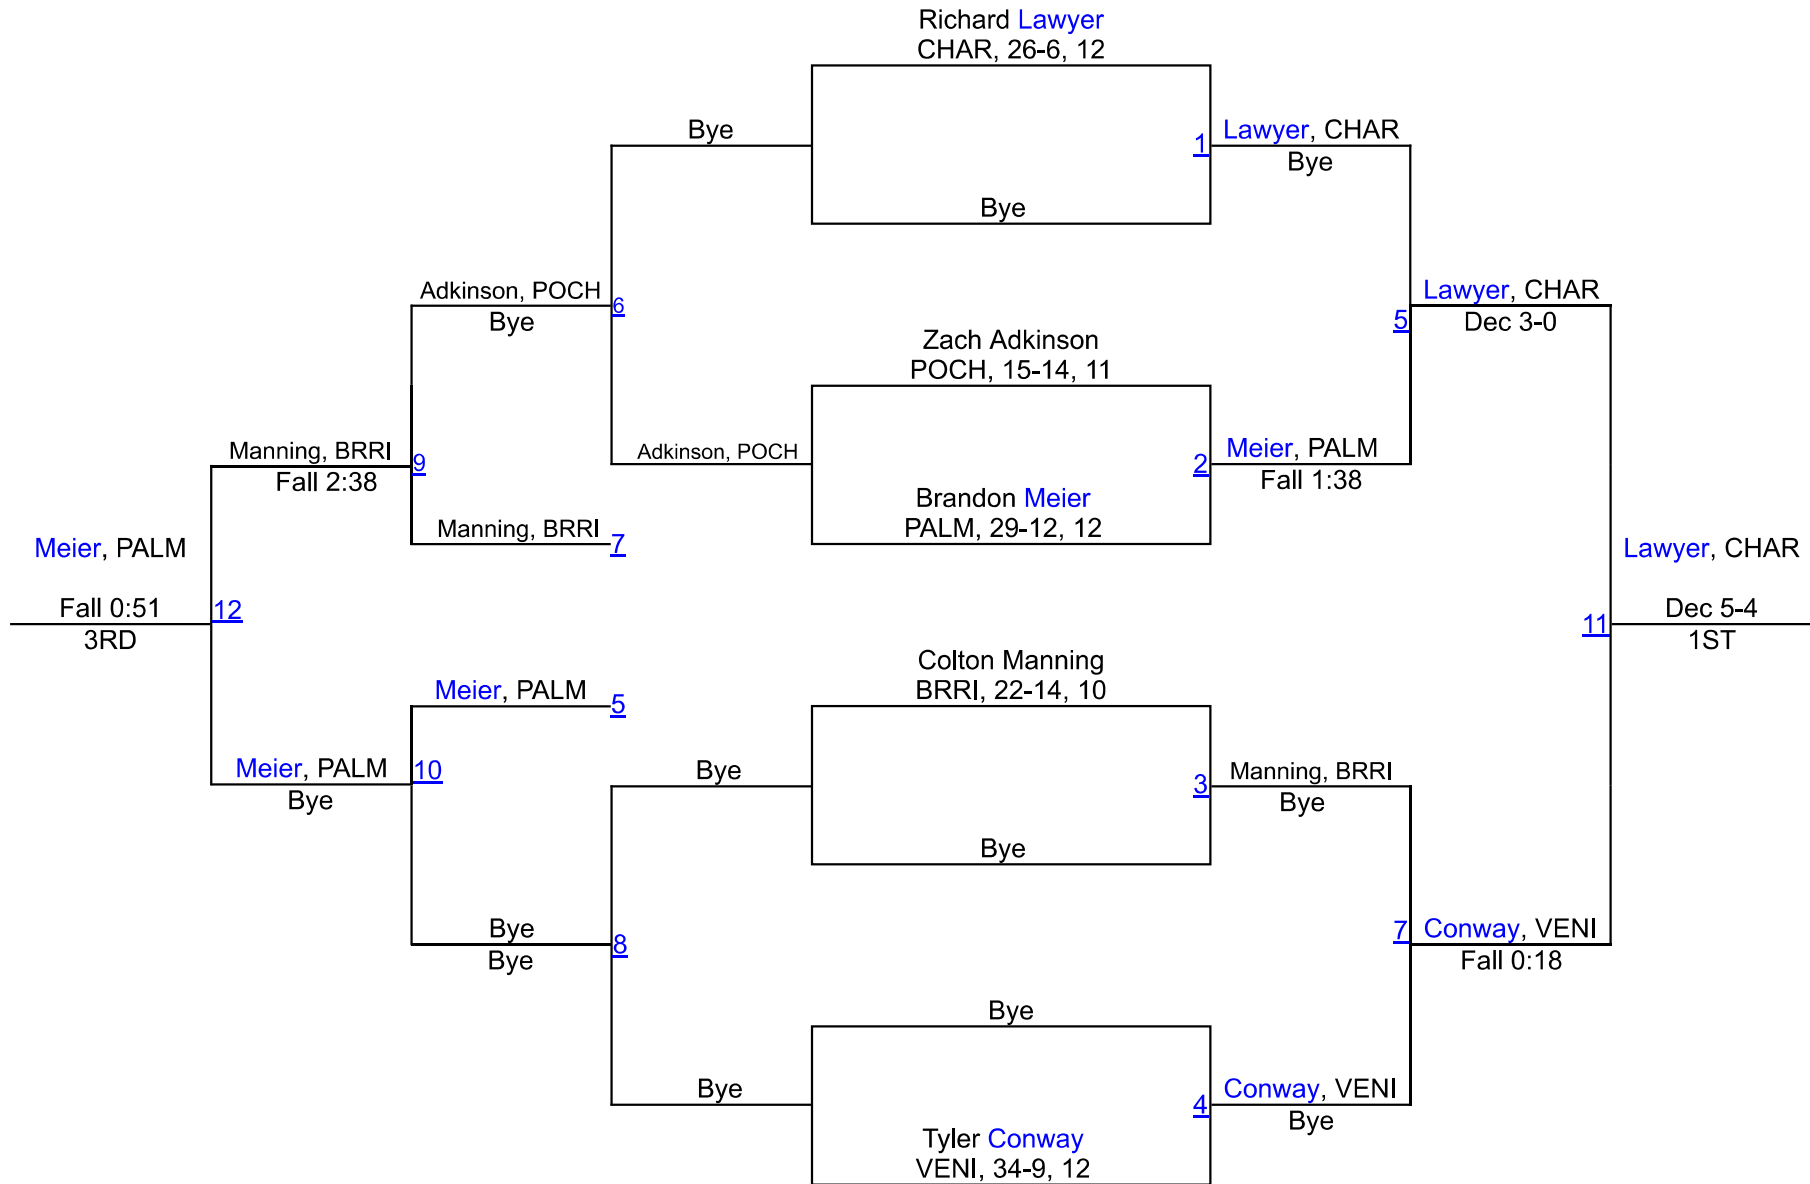 Richard Lawyer
CHAR, 26-6, 12
Bye
1
Lawyer, CHAR
Bye
Bye
Adkinson, POCH
Bye
6
Lawyer, CHAR
Dec 3-0
5
Zach Adkinson
POCH, 15-14, 11
Manning, BRRI
Fall 2:38
9
Adkinson, POCH
2
Meier, PALM
Fall 1:38
Brandon Meier
PALM, 29-12, 12
Manning, BRRI
7
Meier, PALM
Fall 0:51
3RD
12
Lawyer, CHAR
Dec 5-4
1ST
11
Colton Manning
BRRI, 22-14, 10
Meier, PALM
5
Meier, PALM
Bye
10
Bye
3
Manning, BRRI
Bye
Bye
Bye
Bye
8
7
Conway, VENI
Fall 0:18
Bye
Bye
4
Conway, VENI
Bye
Tyler Conway
VENI, 34-9, 12